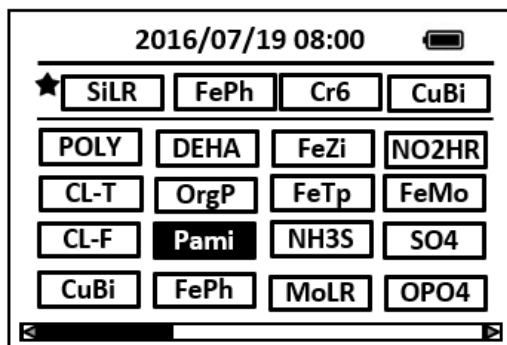 2016/07/19 08:00
SiLR FePh Cr6 CuBi
POLY DEHA FeZi NO2HR
CL-T OrgP FeTp FeMo
CL-F Pami NH3S SO4
CuBi FePh MoLR OPO4